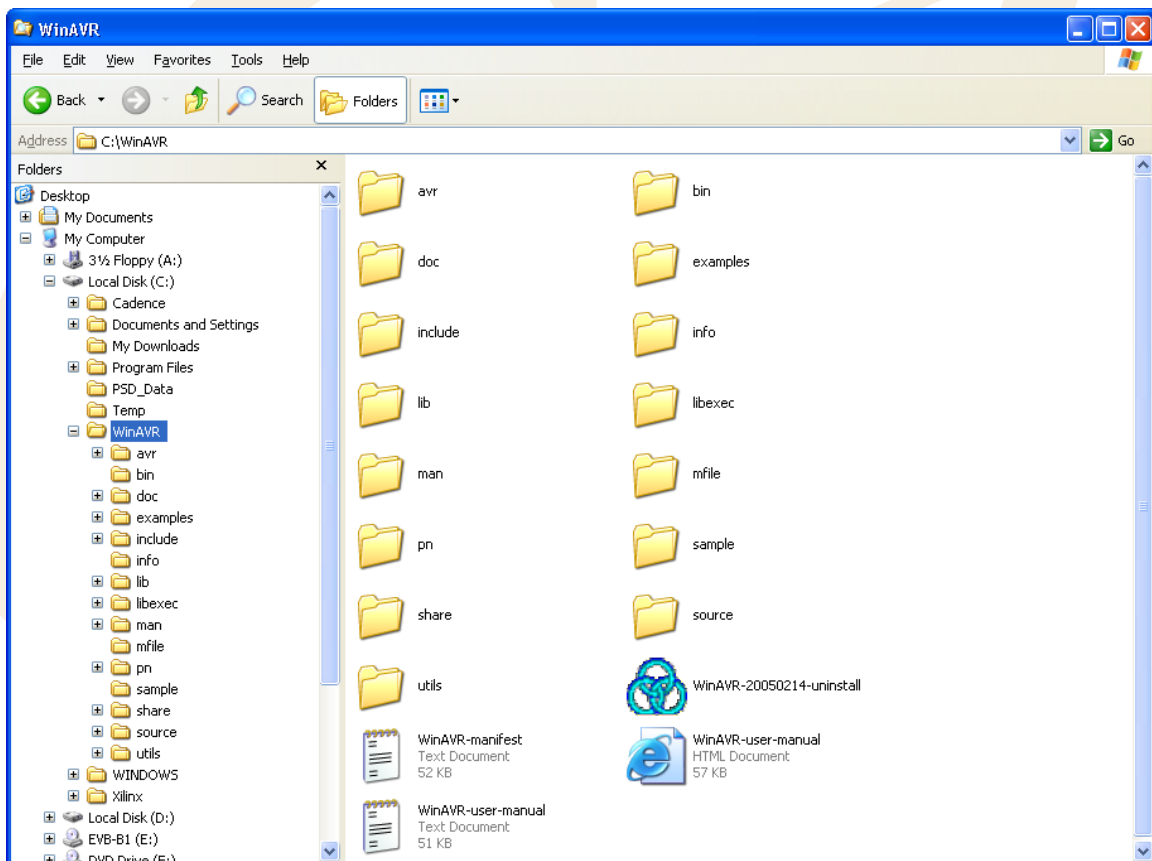 WinAVR
File Edit View Favorites Tools Help
Back Search Folders
Address C:\WinAVR Go
Folders
Desktop
My Documents
My Computer
3½ Floppy (A:)
Local Disk (C:)
Cadence
Documents and Settings
My Downloads
Program Files
PSD_Data
Temp
WinAVR
avr
bin
doc
examples
include
info
lib
libexec
man
mfile
pn
sample
share
source
utils
WINDOWS
Xilinx
Local Disk (D:)
EVB-B1 (E:)
DVD Drive (F:)
avr
bin
doc
examples
include
info
lib
libexec
man
mfile
pn
sample
share
source
utils
WinAVR-20050214-uninstall
WinAVR-manifest
Text Document
52 KB
WinAVR-user-manual
HTML Document
57 KB
WinAVR-user-manual
Text Document
51 KB